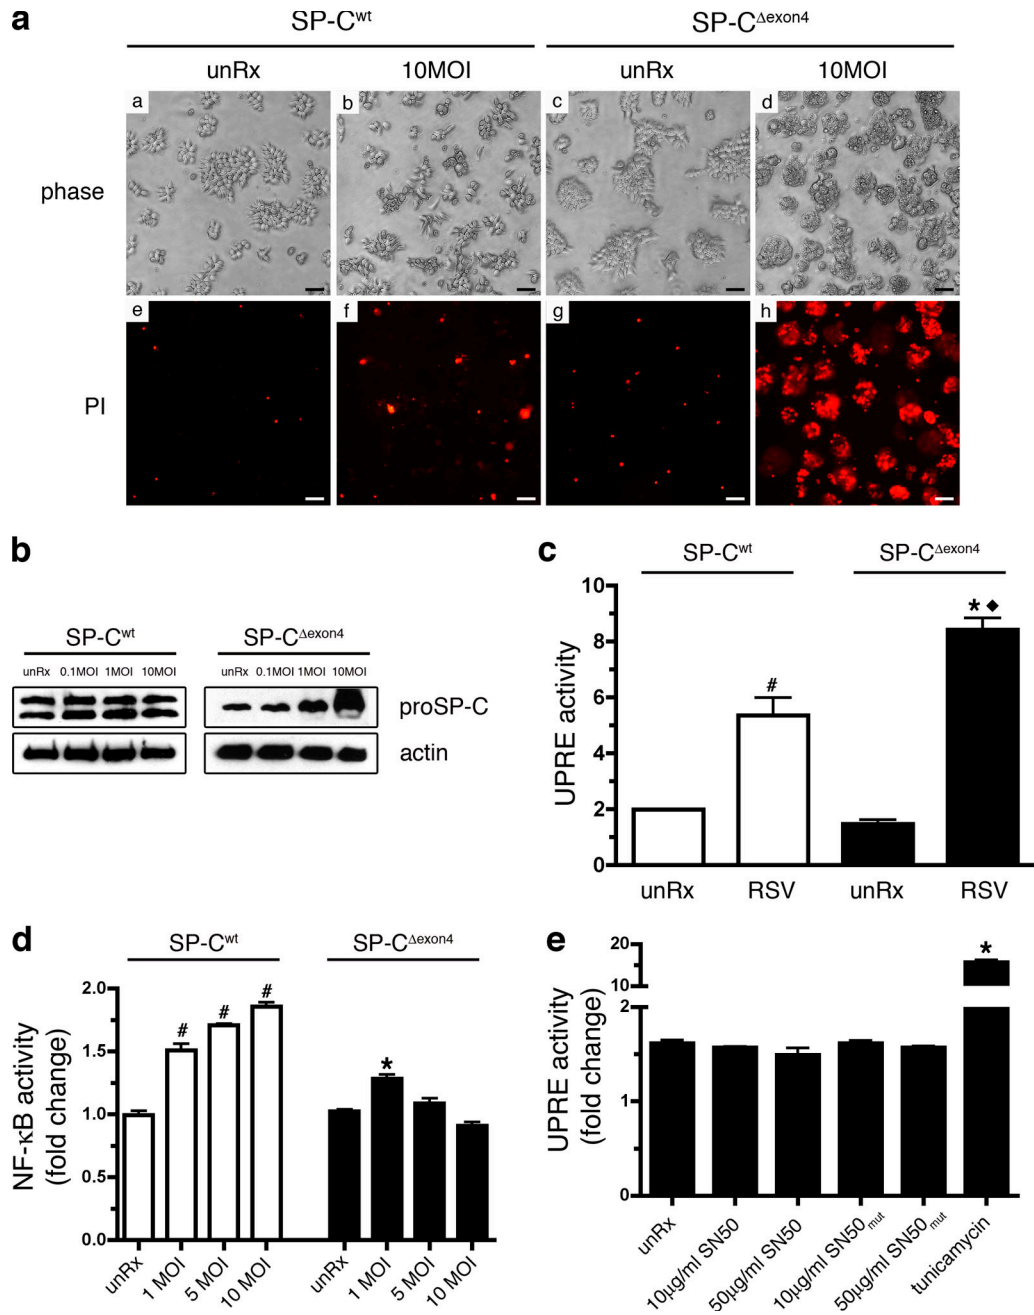 a
SP-Cwt SP-CΔexon4
unRx 10MOI unRx 10MOI
a b c d
phase
e f g h
PI
b
SP-Cwt SP-CΔexon4
unRx 0.1MOI 1MOI 10MOI unRx 0.1MOI 1MOI 10MOI
proSP-C
actin
c
SP-Cwt SP-CΔexon4
UPRE activity
10
8
6
4
2
0
#
*◆
unRx RSV unRx RSV
d
SP-Cwt SP-CΔexon4
NF-κB activity
(fold change)
2.0
1.5
1.0
0.5
0.0
# # #
*
unRx 1 MOI 5 MOI 10 MOI unRx 1 MOI 5 MOI 10 MOI
e
UPRE activity
(fold change)
20
10
2
1
0
*
unRx
10μg/ml SN50
50μg/ml SN50
10μg/ml SN50mut
50μg/ml SN50mut
tunicamycin